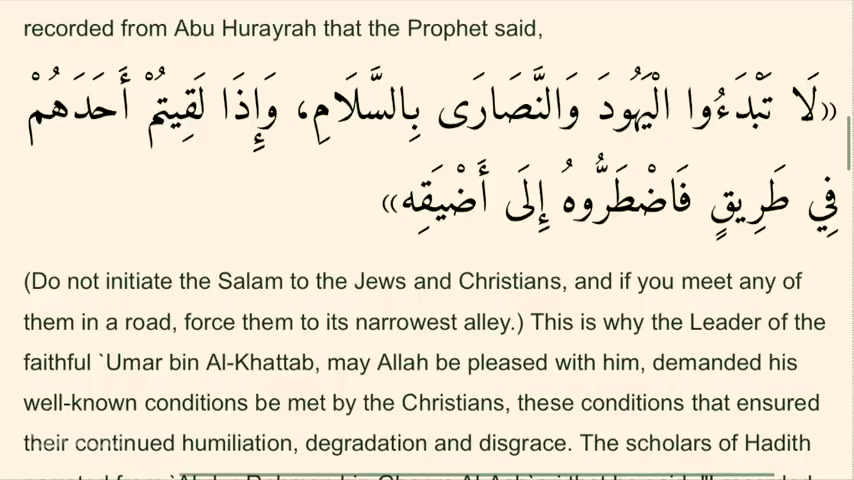 recorded from Abu Hurayrah that the Prophet said,
«لَا تَبْدَءُوا الْيَهُودَ وَالنَّصَارَى بِالسَّلَامِ، وَإِذَا لَقِيتُمْ أَحَدَهُمْ
فِي طَرِيقٍ فَاضْطَرُّوهُ إِلَى أَضْيَقِه»
(Do not initiate the Salam to the Jews and Christians, and if you meet any of
them in a road, force them to its narrowest alley.) This is why the Leader of the
faithful `Umar bin Al-Khattab, may Allah be pleased with him, demanded his
well-known conditions be met by the Christians, these conditions that ensured
their continued humiliation, degradation and disgrace. The scholars of Hadith